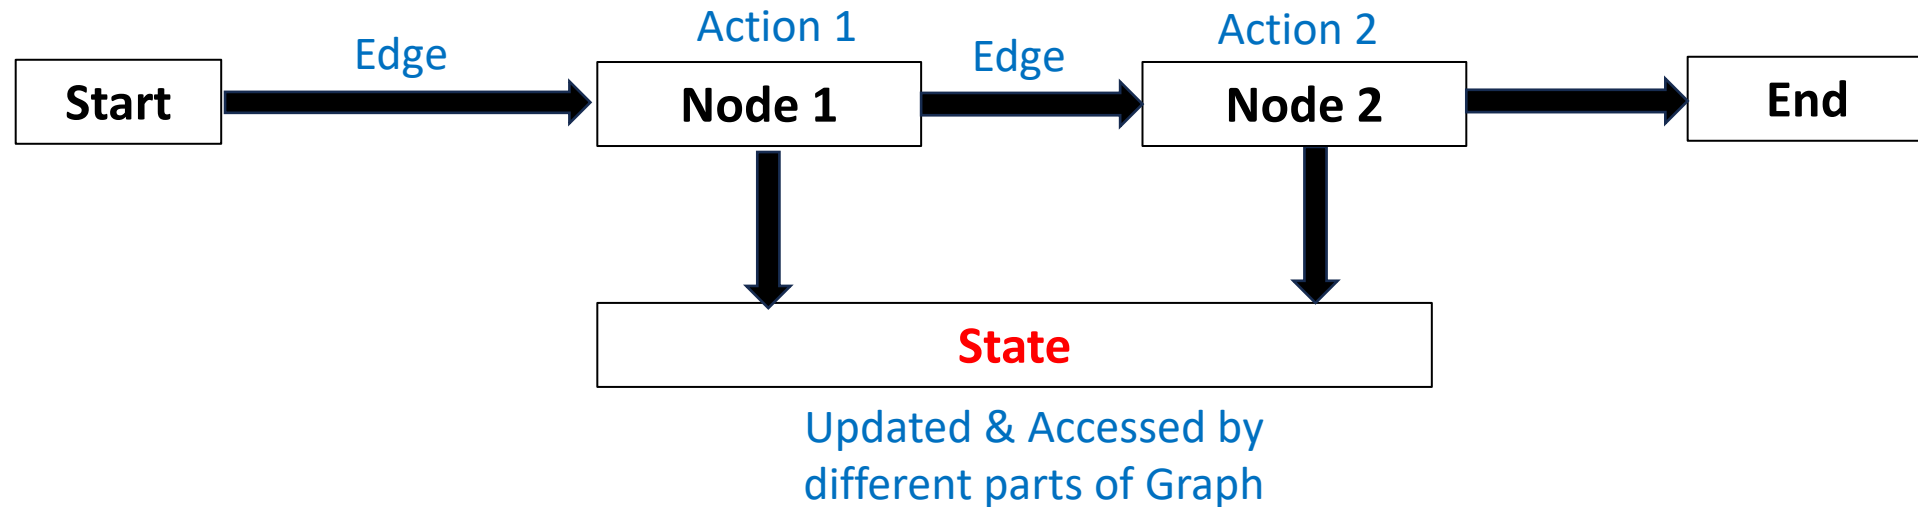 Action 1
Action 2
Edge
Edge
Start
Node 1
Node 2
End
State
Updated & Accessed by
different parts of Graph